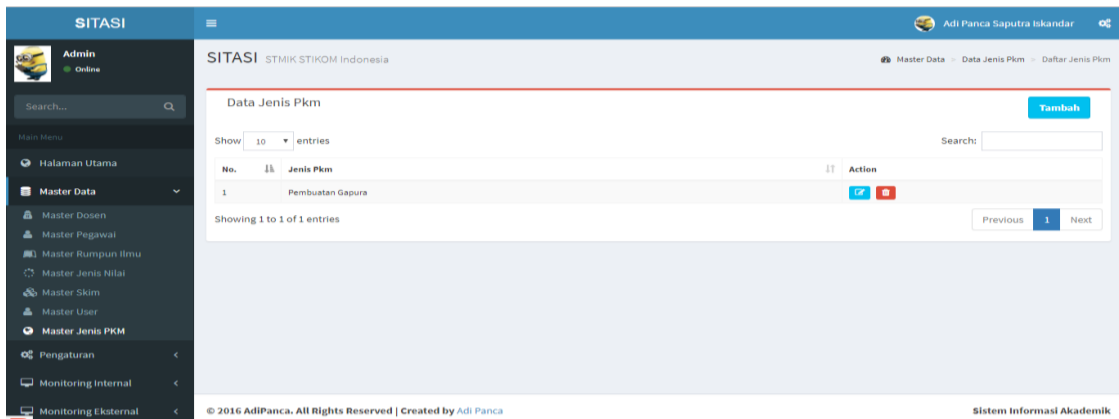 SITASI
Adi Panca Saputra Iskandar
Admin
Online
Search...
Main Menu
Halaman Utama
Master Data
Master Dosen
Master Pegawai
Master Rumpun Ilmu
Master Jenis Nilai
Master Skim
Master User
Master Jenis PKM
Pengaturan
Monitoring Internal
Monitoring Eksternal
SITASI STMIK STIKOM Indonesia
Master Data > Data Jenis Pkm > Daftar Jenis Pkm
Data Jenis Pkm
Tambah
Show 10 entries
Search:
No. Jenis Pkm Action
1 Pembuatan Gapura
Showing 1 to 1 of 1 entries
Previous 1 Next
© 2016 AdiPanca. All Rights Reserved | Created by Adi Panca
Sistem Informasi Akademik